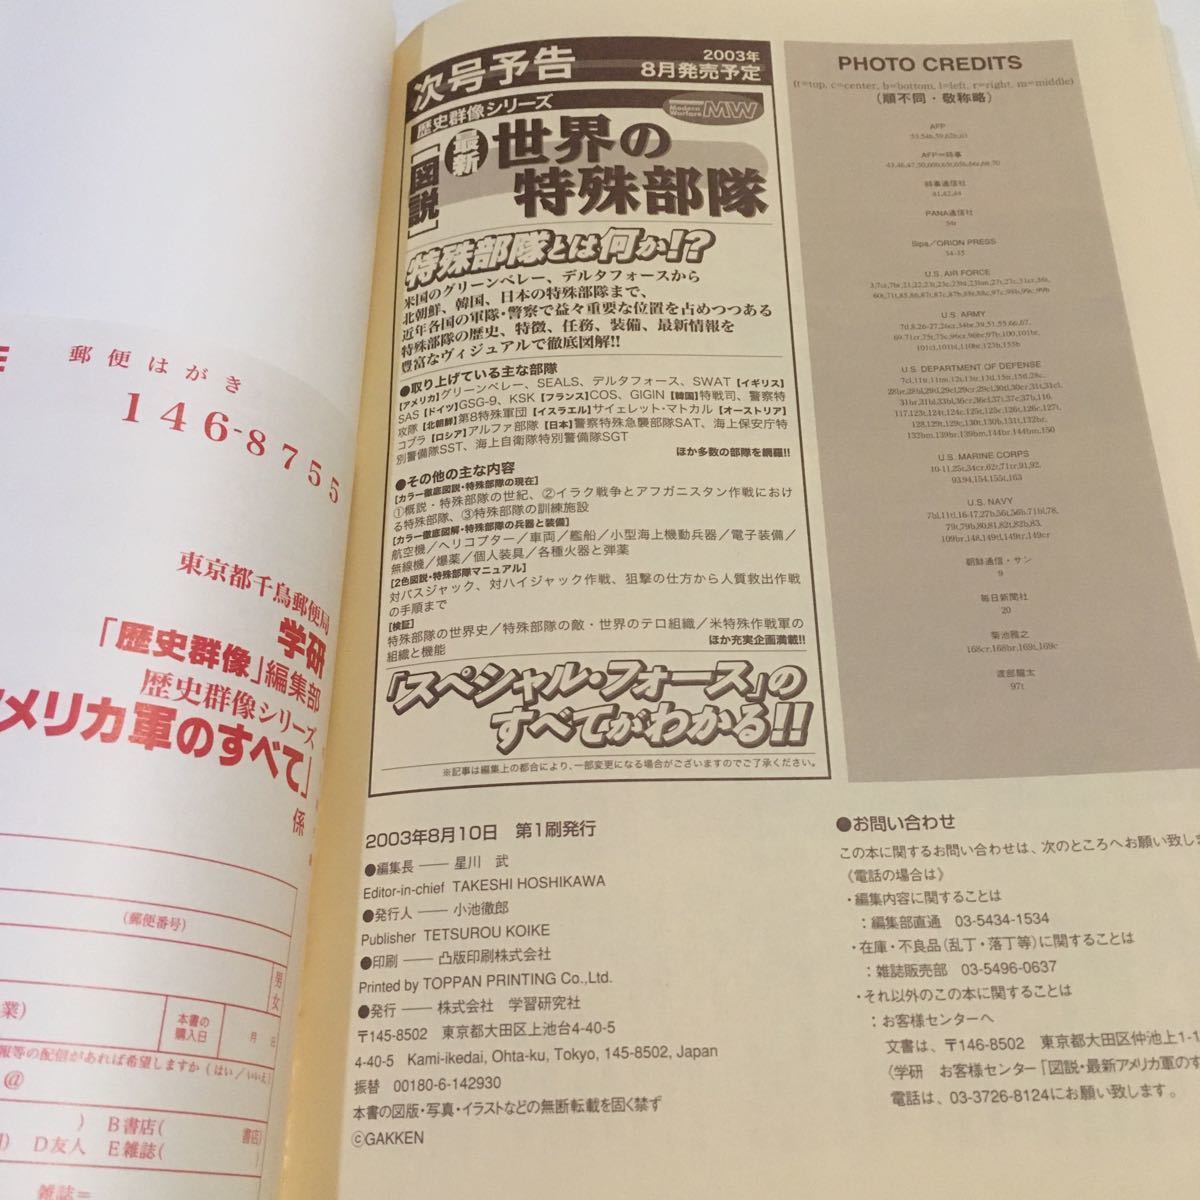 郵便はがき
146-8755
東京都千鳥郵便局
学研
「歴史群像」編集部
歴史群像シリーズ
メリカ軍のすべて」
係
(郵便番号)
男
女
業)
本書の
購入日
月 日
報等の配信があれば希望しますか(はい/いいえ)
@
) B書店( 書店)
D友人 E雑誌( )
雑誌=
次号予告
2003年
8月発売予定
歴史群像シリーズ
Modern
Warfare
MW
【図説】
最新
世界の
特殊部隊
特殊部隊とは何か!?
米国のグリーンベレー、デルタフォースから
北朝鮮、韓国、日本の特殊部隊まで、
近年各国の軍隊・警察で益々重要な位置を占めつつある
特殊部隊の歴史、特徴、任務、装備、最新情報を
豊富なヴィジュアルで徹底図解!!
●取り上げている主な部隊
【アメリカ】グリーンベレー、SEALS、デルタフォース、SWAT【イギリス】
SAS【ドイツ】GSG-9、KSK【フランス】COS、GIGIN【韓国】特戦司、警察特
攻隊【北朝鮮】第8特殊軍団【イスラエル】サイェレット・マトカル【オーストリア】
コブラ【ロシア】アルファ部隊【日本】警察特殊急襲部隊SAT、海上保安庁特
別警備隊SST、海上自衛隊特別警備隊SGT
ほか多数の部隊を網羅!!
●その他の主な内容
【カラー徹底図説・特殊部隊の現在】
①概説・特殊部隊の世紀、②イラク戦争とアフガニスタン作戦におけ
る特殊部隊、③特殊部隊の訓練施設
【カラー徹底図解・特殊部隊の兵器と装備】
航空機/ヘリコプター/車両/艦船/小型海上機動兵器/電子装備/
無線機/爆薬/個人装具/各種火器と弾薬
【2色図説・特殊部隊マニュアル】
対バスジャック、対ハイジャック作戦、狙撃の仕方から人質救出作戦
の手順まで
【検証】
特殊部隊の世界史/特殊部隊の敵・世界のテロ組織/米特殊作戦軍の
組織と機能
ほか充実企画満載!!
「スペシャル・フォース」の
すべてがわかる!!
※記事は編集上の都合により、一部変更になる場合がございますのでご了承ください。
PHOTO CREDITS
(t=top, c=center, b=bottom, l=left, r=right, m=middle)
(順不同・敬称略)
AFP
AFP=時事
時事通信社
41,42,44
PANA通信社
Sipa/ORION PRESS
34-35
U.S. AIR FORCE
U.S. ARMY
U.S. DEPARTMENT OF DEFENSE
U.S. MARINE CORPS
U.S. NAVY
朝鮮通信・サン
9
毎日新聞社
20
菊池雅之
168cr,168br,169t,169c
渡部龍太
97t
2003年8月10日 第1刷発行
●編集長 —— 星川 武
Editor-in-chief TAKESHI HOSHIKAWA
●発行人 —— 小池徹郎
Publisher TETSUROU KOIKE
●印刷 —— 凸版印刷株式会社
Printed by TOPPAN PRINTING Co.,Ltd.
●発行 —— 株式会社 学習研究社
〒145-8502 東京都大田区上池台4-40-5
4-40-5 Kami-ikedai, Ohta-ku, Tokyo, 145-8502, Japan
振替 00180-6-142930
本書の図版・写真・イラストなどの無断転載を固く禁ず
©GAKKEN
●お問い合わせ
この本に関するお問い合わせは、次のところへお願い致しま
《電話の場合は》
・編集内容に関することは
：編集部直通 03-5434-1534
・在庫・不良品(乱丁・落丁等)に関することは
：雑誌販売部 03-5496-0637
・それ以外のこの本に関することは
：お客様センターへ
文書は、〒146-8502 東京都大田区仲池上1-1
(学研 お客様センター「図説・最新アメリカ軍のす
電話は、03-3726-8124にお願い致します。